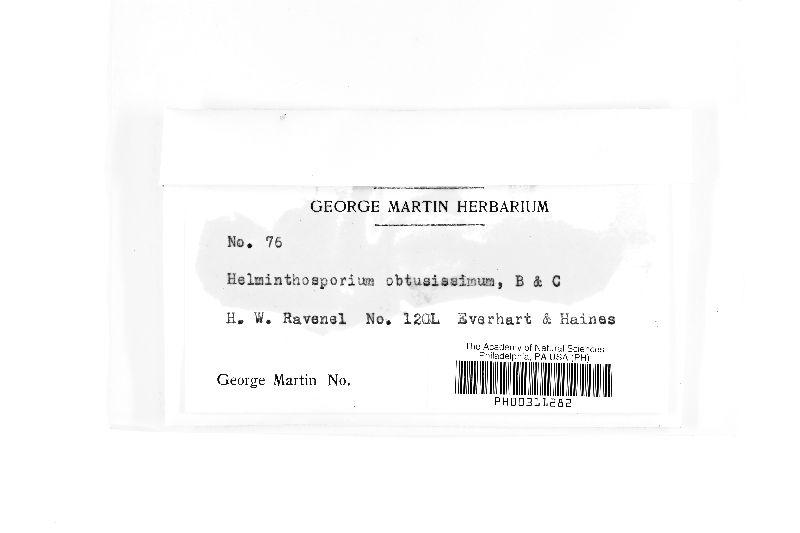 GEORGE MARTIN HERBARIUM
No. 76
Helminthosporium obtusissimum, B & C
H. W. Ravenel No. 120L Everhart & Haines
The Academy of Natural Sciences
Philadelphia, PA USA (PH)
George Martin No.
PH00311282